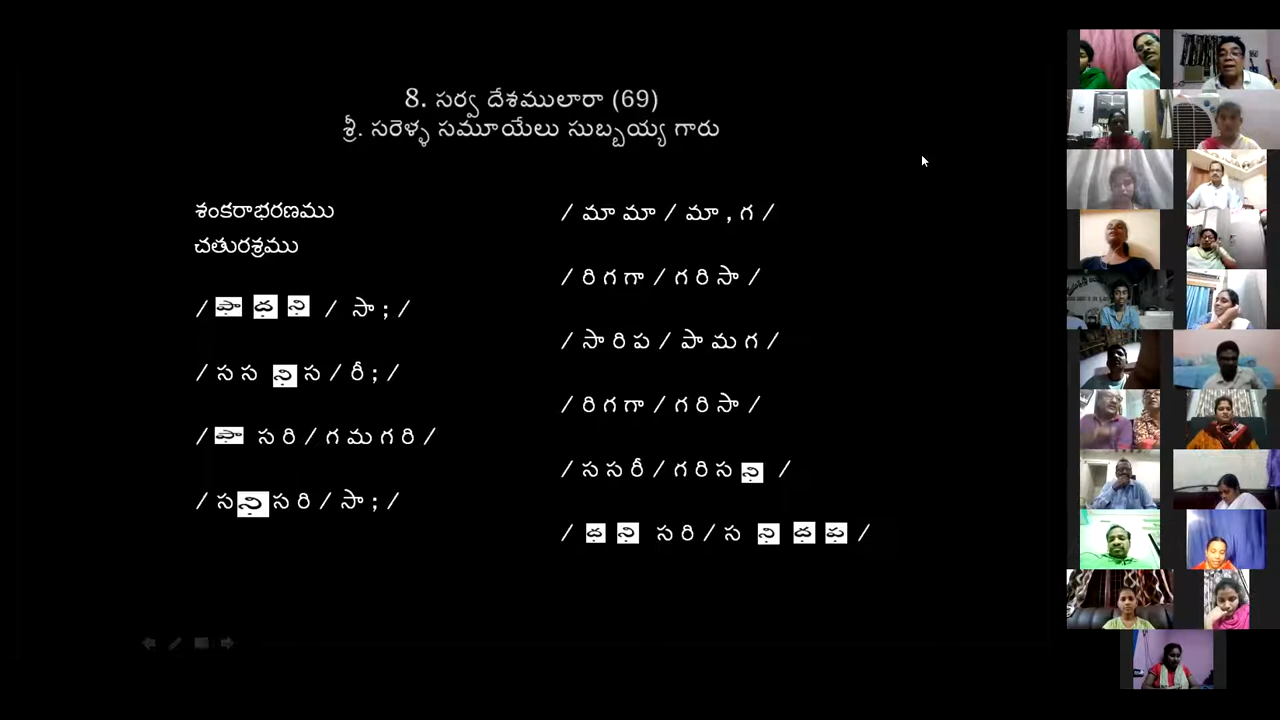 8. సర్వ దేశములారా (69)
శ్రీ. సరెళ్ళ సమూయేలు సుబ్బయ్య గారు
శంకరాభరణము
చతురశ్రము
/ పా ద ని / సా ; /
/ స స ని స / రీ ; /
/ పా స రి / గ మ గ రి /
/ స ని స రి / సా ; /
/ మా మా / మా , గ /
/ రి గ గా / గ రి సా /
/ సా రి ప / పా మ గ /
/ రి గ గా / గ రి సా /
/ స స రీ / గ రి స ని /
/ ద ని స రి / స ని ద ప /